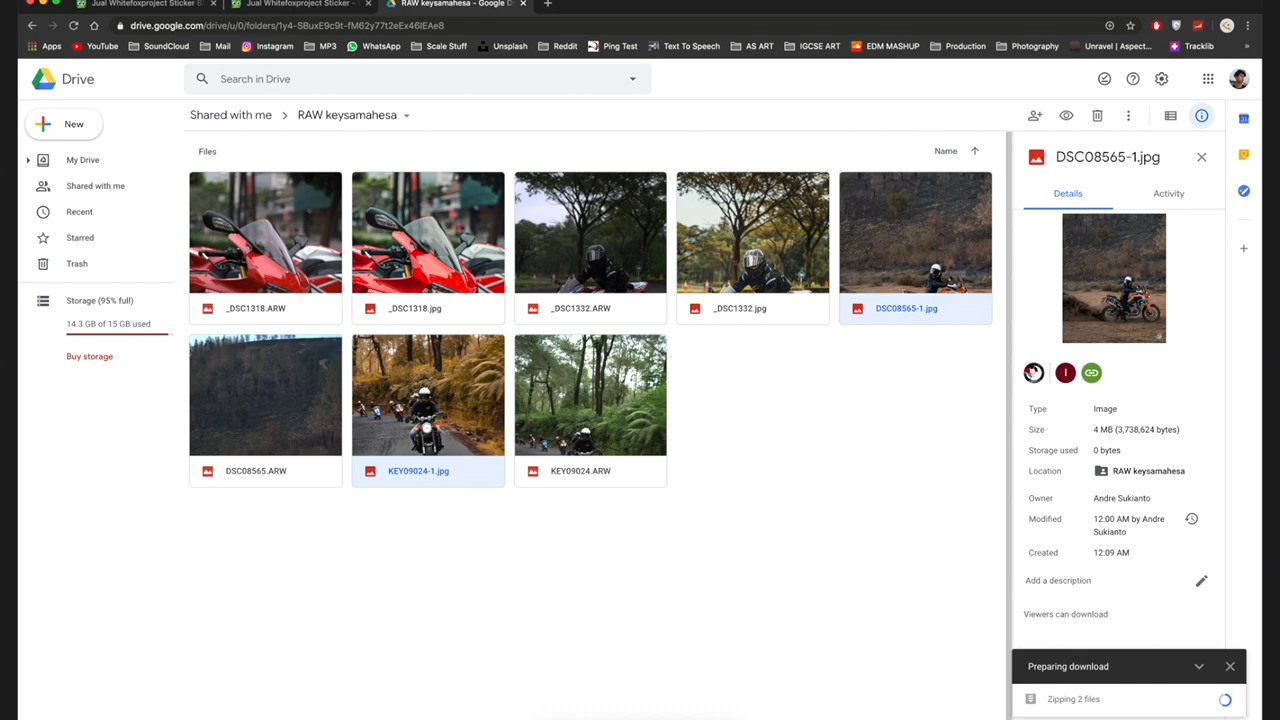 Jual Whitefoxproject Sticker B
Jual Whitefoxproject Sticker -
RAW keysamahesa - Google D
drive.google.com/drive/u/0/folders/1y4-SBuxE9c9t-fM62y77t2eEx46IEAe8
Apps YouTube SoundCloud Mail Instagram MP3 WhatsApp Scale Stuff Unsplash Reddit Ping Test Text To Speech AS ART IGCSE ART EDM MASHUP Production Photography Unravel | Aspect... Tracklib »
Drive
Search in Drive
New
My Drive
Shared with me
Recent
Starred
Trash
Storage (95% full)
14.3 GB of 15 GB used
Buy storage
Shared with me > RAW keysamahesa
Files
Name
_DSC1318.ARW
_DSC1318.jpg
_DSC1332.ARW
_DSC1332.jpg
DSC08565-1.jpg
DSC08565.ARW
KEY09024-1.jpg
KEY09024.ARW
DSC08565-1.jpg
Details Activity
I
Type Image
Size 4 MB (3,738,624 bytes)
Storage used 0 bytes
Location RAW keysamahesa
Owner Andre Sukianto
Modified 12:00 AM by Andre
Sukianto
Created 12:09 AM
Add a description
Viewers can download
Preparing download
Zipping 2 files